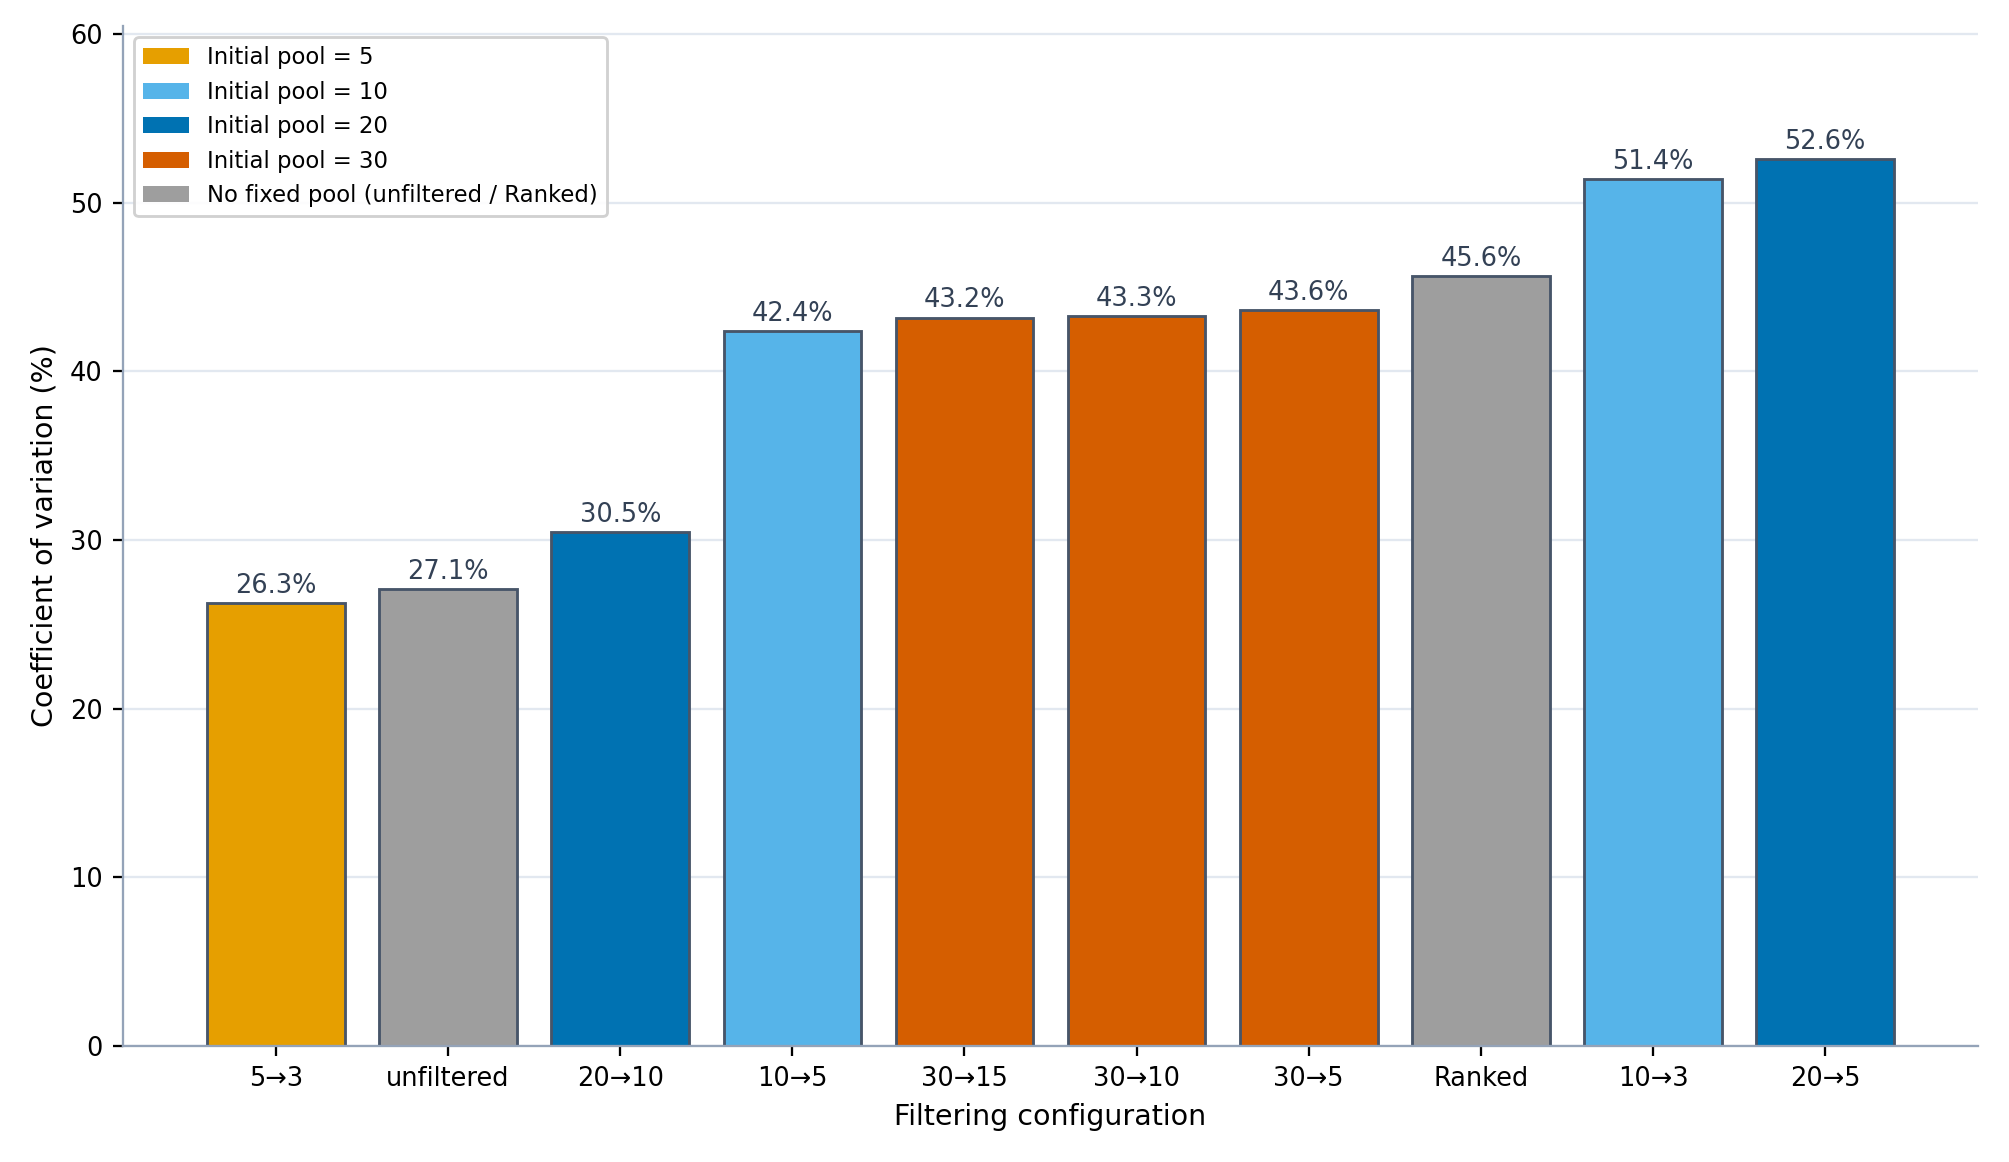 Initial pool = 5
Initial pool = 10
Initial pool = 20
Initial pool = 30
No fixed pool (unfiltered / Ranked)
Coefficient of variation (%)
60
50
40
30
20
10
0
26.3%
27.1%
30.5%
42.4%
43.2%
43.3%
43.6%
45.6%
51.4%
52.6%
5→3
unfiltered
20→10
10→5
30→15
30→10
30→5
Ranked
10→3
20→5
Filtering configuration